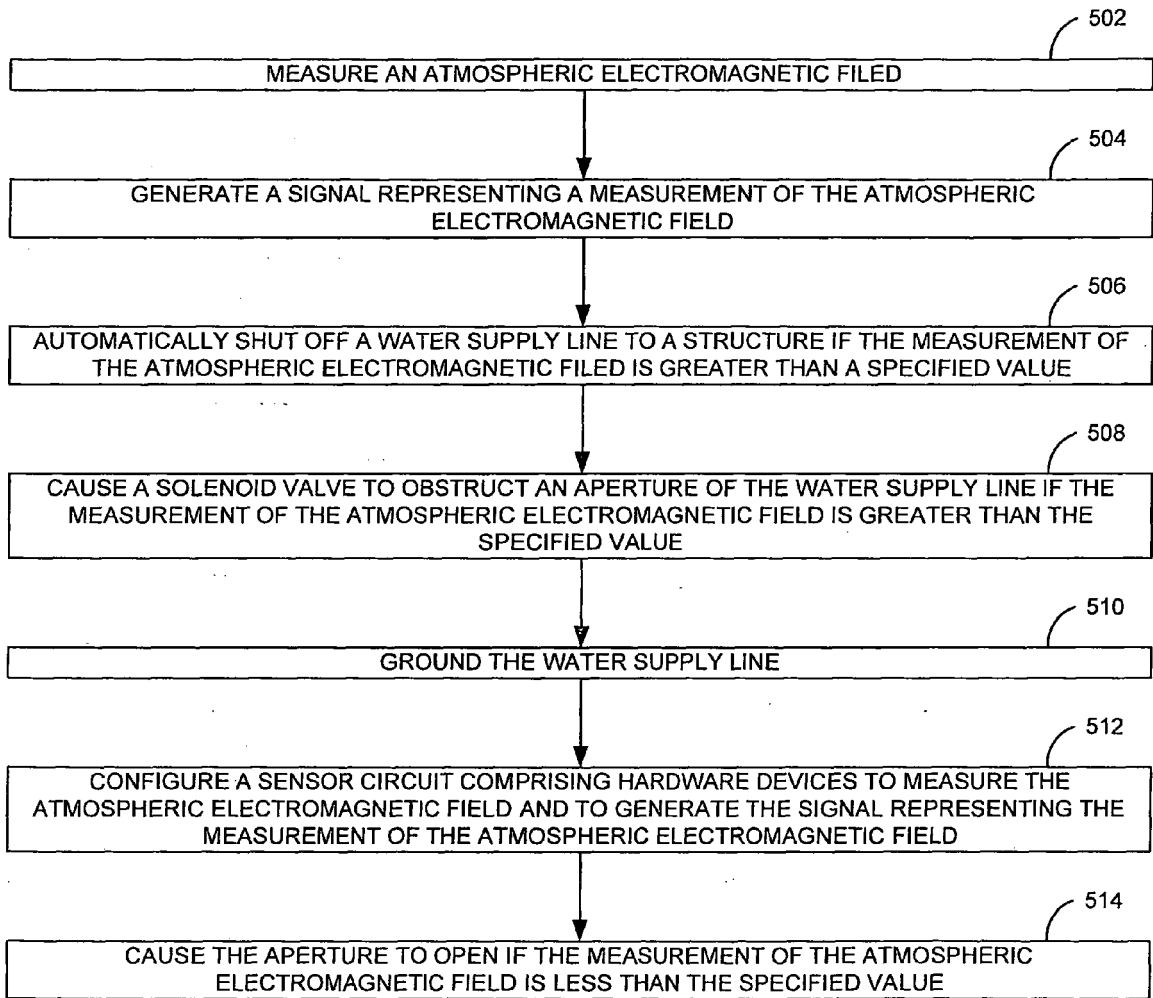 502
MEASURE AN ATMOSPHERIC ELECTROMAGNETIC FILED
504
GENERATE A SIGNAL REPRESENTING A MEASUREMENT OF THE ATMOSPHERIC
ELECTROMAGNETIC FIELD
506
AUTOMATICALLY SHUT OFF A WATER SUPPLY LINE TO A STRUCTURE IF THE MEASUREMENT OF
THE ATMOSPHERIC ELECTROMAGNETIC FILED IS GREATER THAN A SPECIFIED VALUE
508
CAUSE A SOLENOID VALVE TO OBSTRUCT AN APERTURE OF THE WATER SUPPLY LINE IF THE
MEASUREMENT OF THE ATMOSPHERIC ELECTROMAGNETIC FIELD IS GREATER THAN THE
SPECIFIED VALUE
510
GROUND THE WATER SUPPLY LINE
512
CONFIGURE A SENSOR CIRCUIT COMPRISING HARDWARE DEVICES TO MEASURE THE
ATMOSPHERIC ELECTROMAGNETIC FIELD AND TO GENERATE THE SIGNAL REPRESENTING THE
MEASUREMENT OF THE ATMOSPHERIC ELECTROMAGNETIC FIELD
514
CAUSE THE APERTURE TO OPEN IF THE MEASUREMENT OF THE ATMOSPHERIC
ELECTROMAGNETIC FIELD IS LESS THAN THE SPECIFIED VALUE